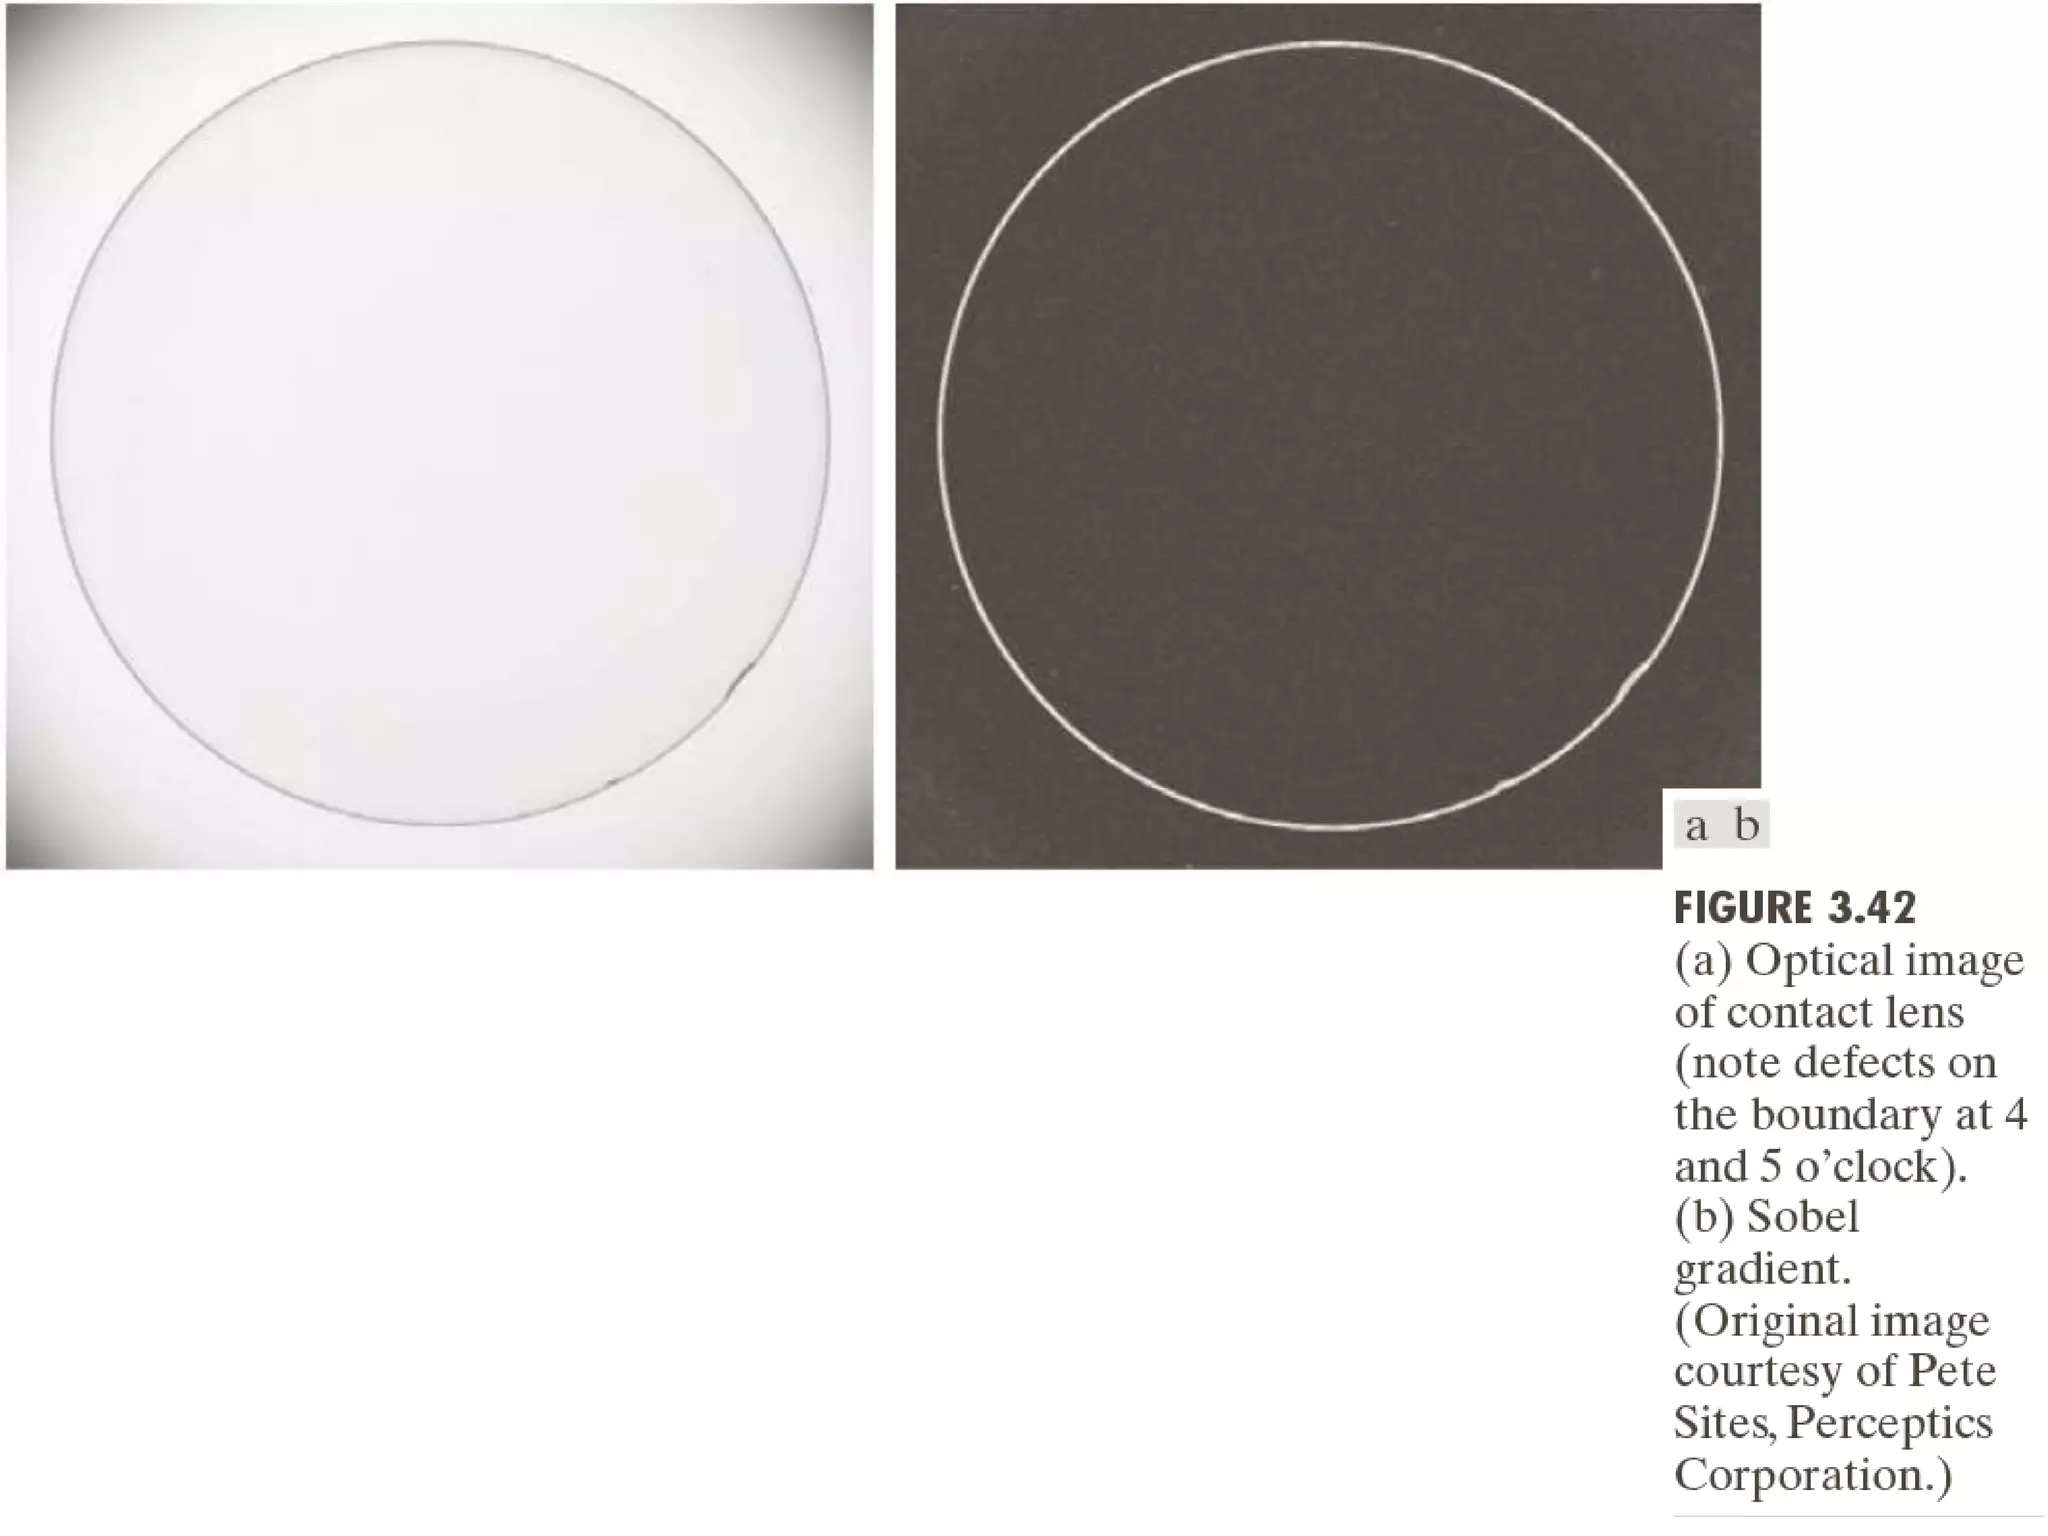 a b
FIGURE 3.42
(a) Optical image
of contact lens
(note defects on
the boundary at 4
and 5 o’clock).
(b) Sobel
gradient.
(Original image
courtesy of Pete
Sites, Perceptics
Corporation.)